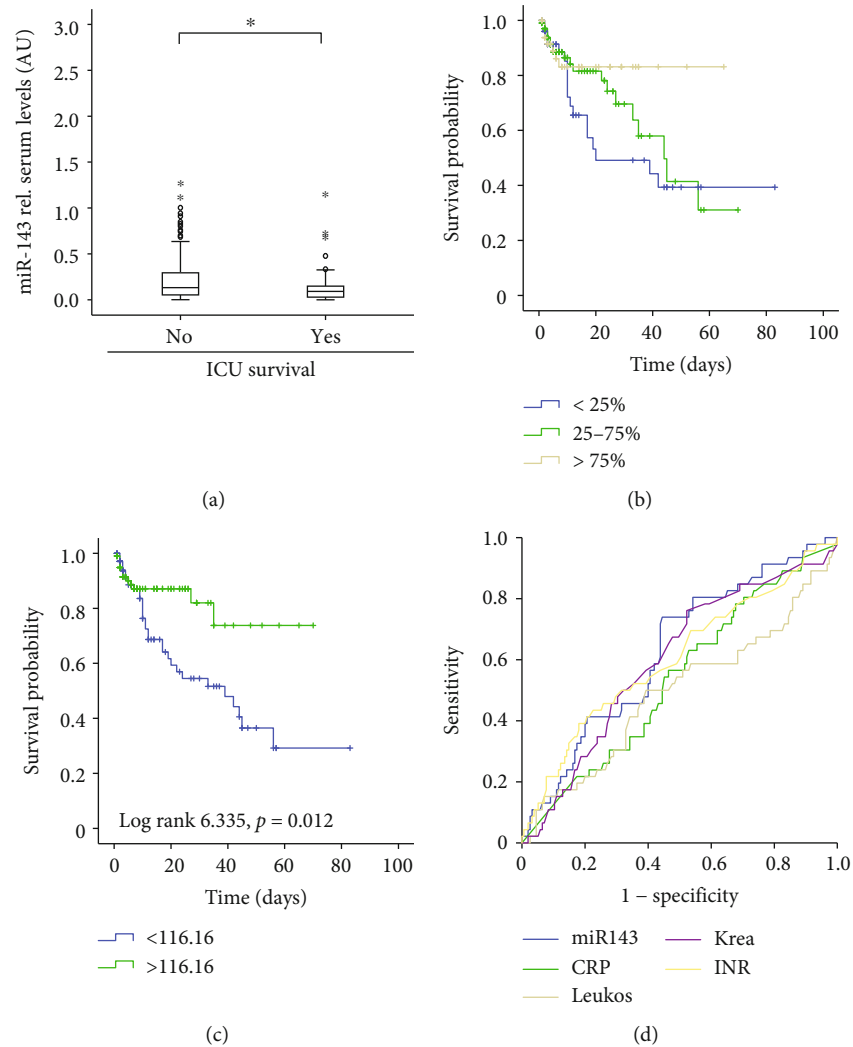 3.0
2.5
2.0
1.5
1.0
0.5
0.0
miR-143 rel. serum levels (AU)
*
*
*
*
*
No Yes
ICU survival
(a)
1.0
0.8
0.6
0.4
0.2
0
Survival probability
0 20 40 60 80 100
Time (days)
< 25%
25–75%
> 75%
(b)
1.0
0.8
0.6
0.4
0.2
0
Survival probability
Log rank 6.335, p = 0.012
0 20 40 60 80 100
Time (days)
<116.16
>116.16
(c)
1.0
0.8
0.6
0.4
0.2
0
Sensitivity
0 0.2 0.4 0.6 0.8 1.0
1 – specificity
miR143 Krea
CRP INR
Leukos
(d)